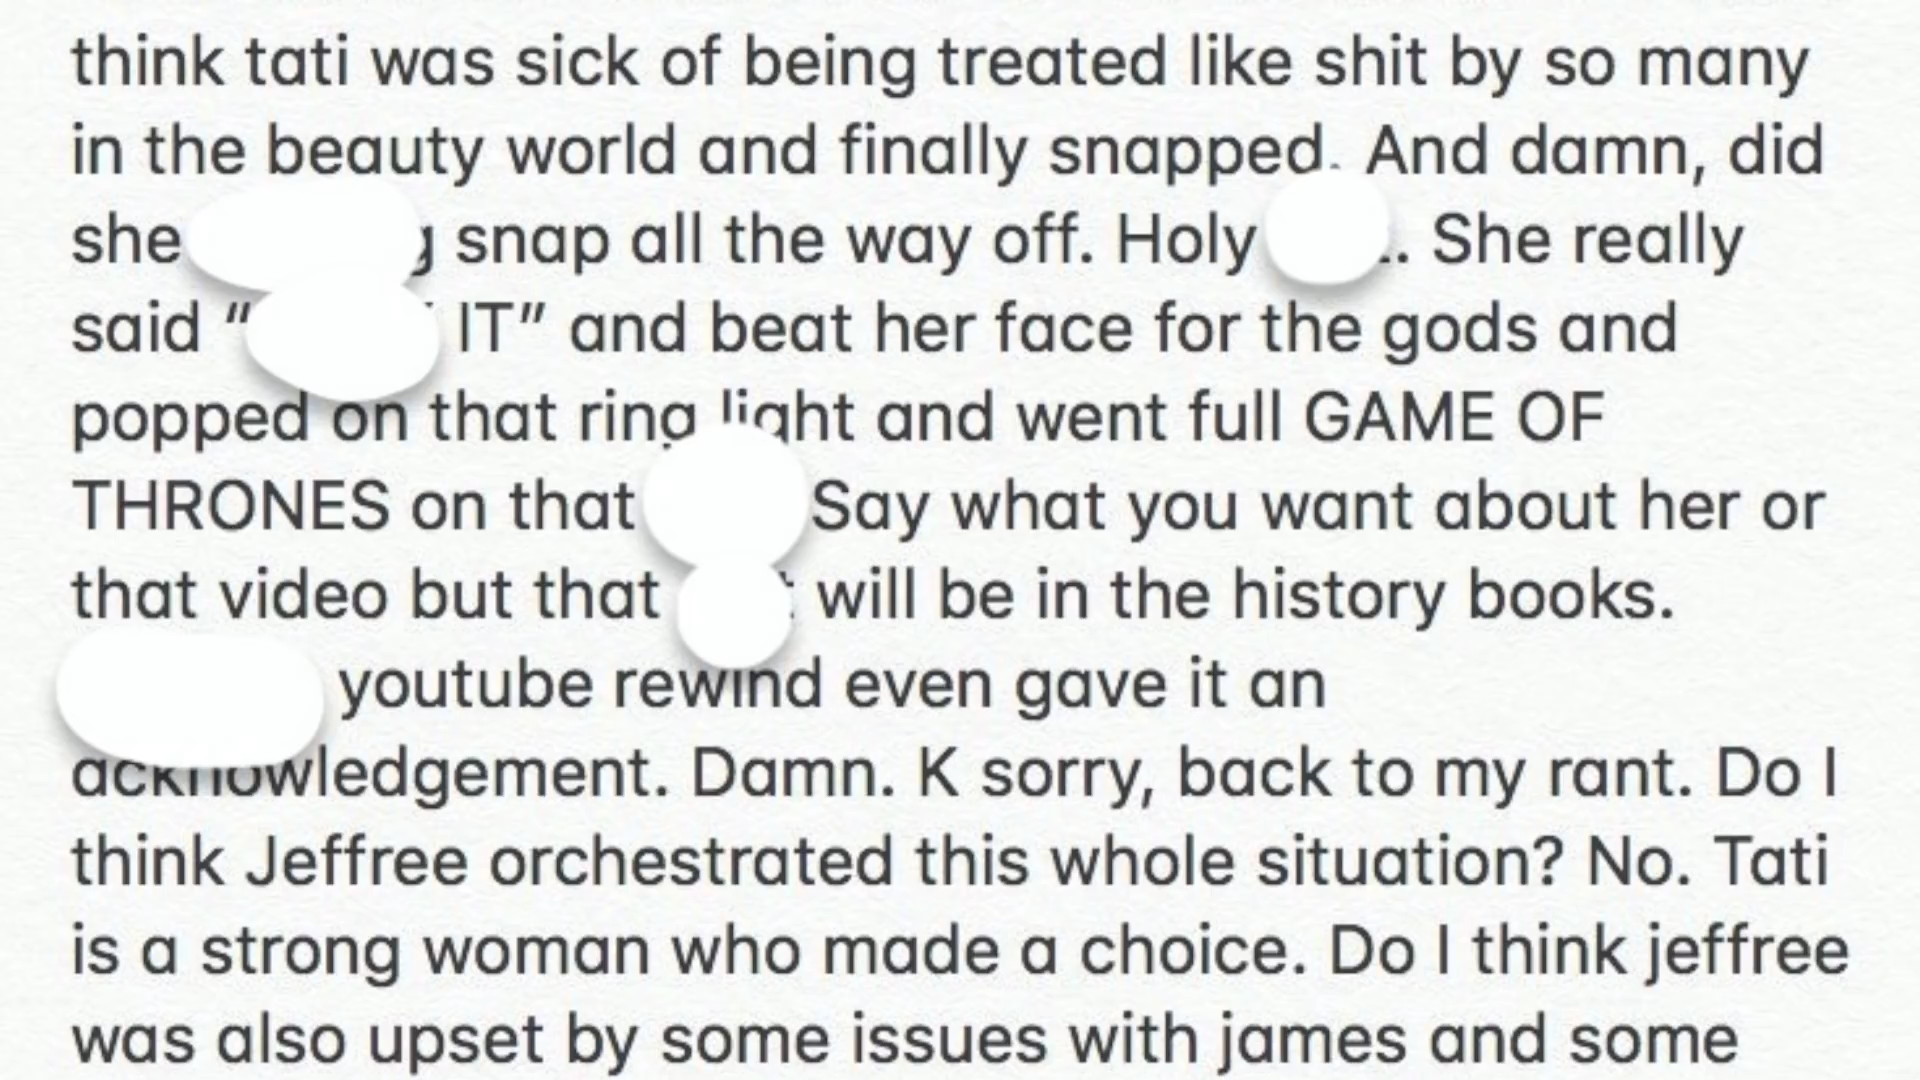 think tati was sick of being treated like shit by so many
in the beauty world and finally snapped. And damn, did
she snap all the way off. Holy . She really
said “ IT” and beat her face for the gods and
popped on that ring light and went full GAME OF
THRONES on that Say what you want about her or
that video but that will be in the history books.
youtube rewind even gave it an
acknowledgement. Damn. K sorry, back to my rant. Do I
think Jeffree orchestrated this whole situation? No. Tati
is a strong woman who made a choice. Do I think jeffree
was also upset by some issues with james and some